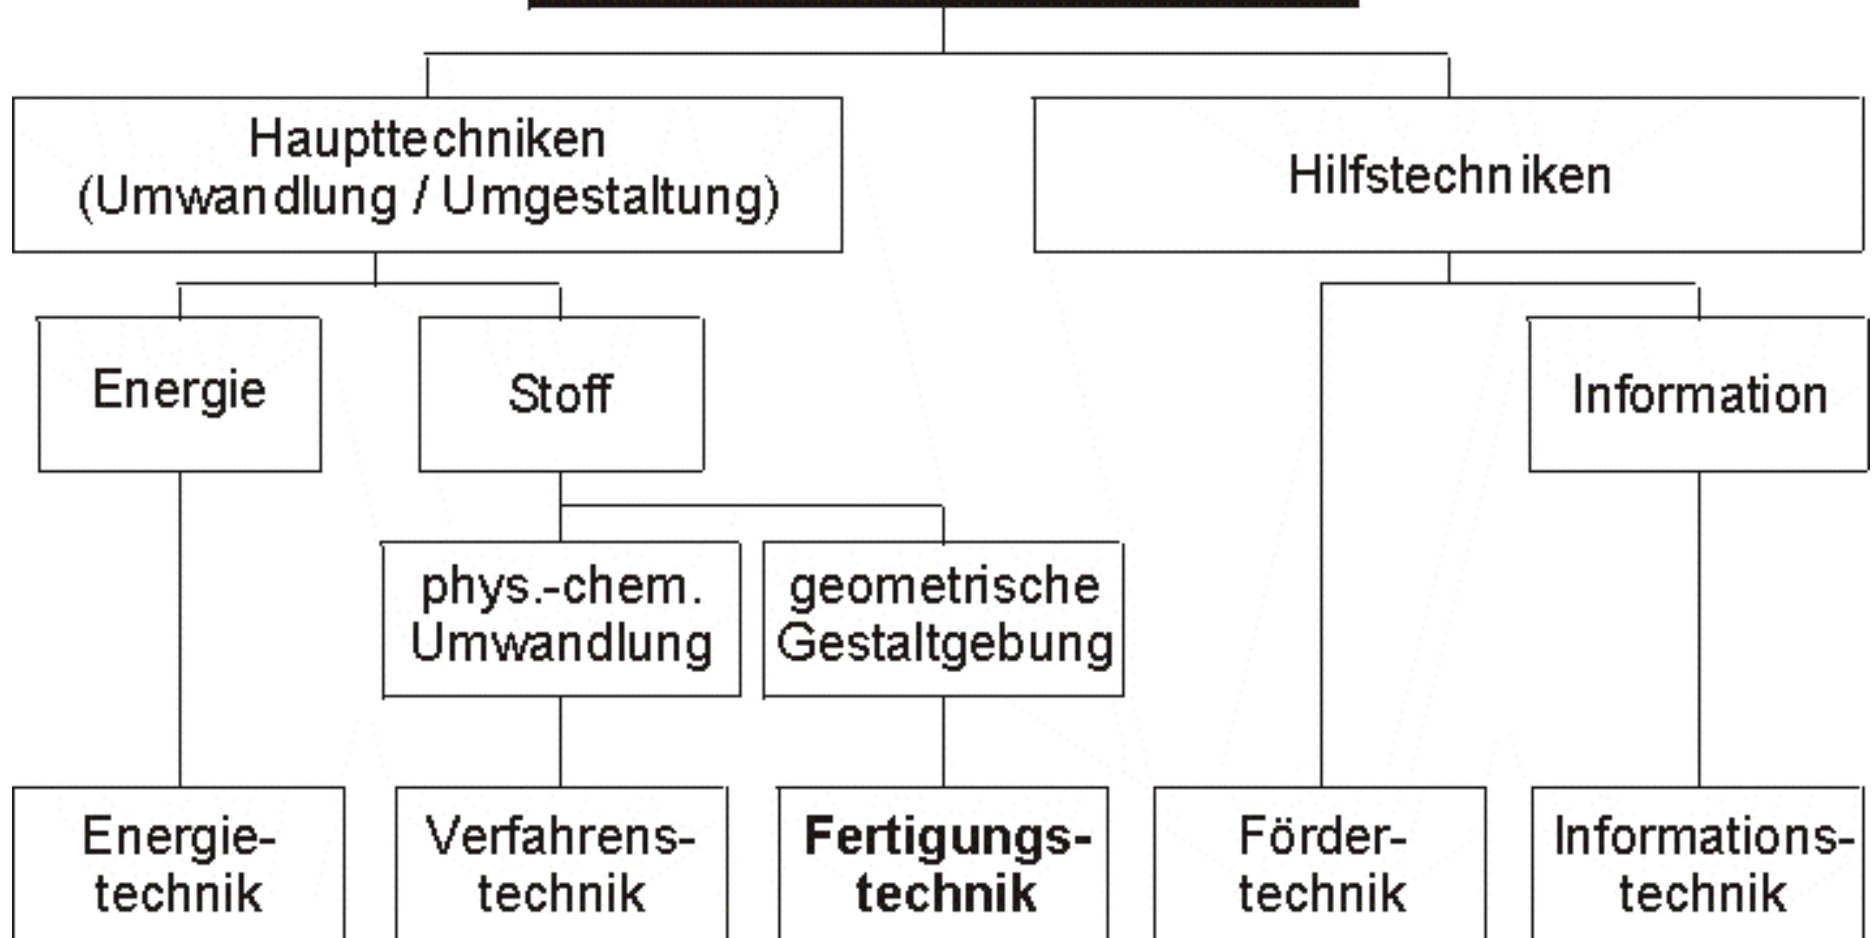 Haupttechniken
(Umwandlung / Umgestaltung)
Hilfstechniken
Energie
Stoff
Information
phys.-chem.
Umwandlung
geometrische
Gestaltgebung
Energie-
technik
Verfahrens-
technik
Fertigungs-
technik
Förder-
technik
Informations-
technik